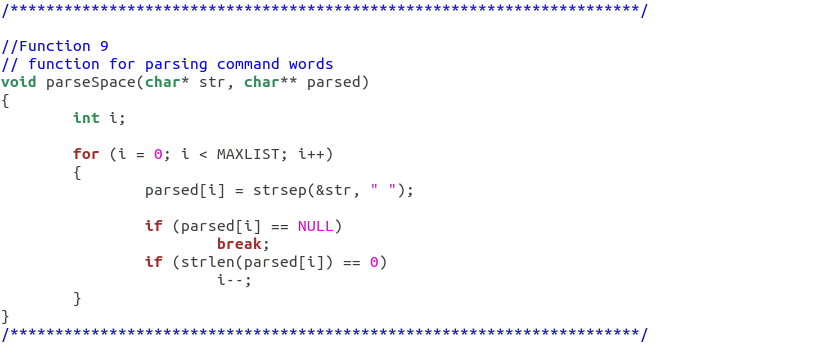 /**********************************************************************/
//Function 9
// function for parsing command words
void parseSpace(char* str, char** parsed)
{
int i;
for (i = 0; i < MAXLIST; i++)
{
parsed[i] = strsep(&str, " ");
if (parsed[i] == NULL)
break;
if (strlen(parsed[i]) == 0)
i--;
}
}
/**********************************************************************/